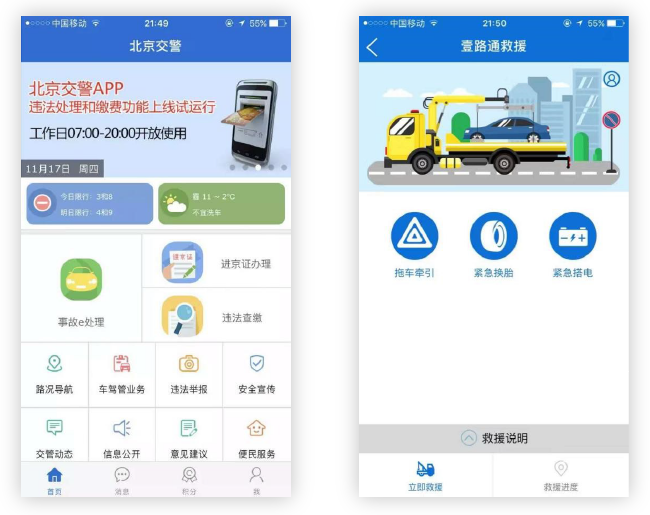 中国移动
21:49
55%
北京交警
北京交警APP
违法处理和缴费功能上线试运行
工作日07:00-20:00开放使用
11月17日 周四
今日限行: 3和8
明日限行: 4和9
11 ~ 2℃
不宜洗车
进京证
进京证办理
事故e处理
违法查缴
路况导航
车驾管业务
违法举报
安全宣传
交管动态
信息公开
意见建议
便民服务
首页
消息
积分
我
中国移动
21:50
55%
壹路通救援
拖车牵引
紧急换胎
紧急搭电
救援说明
立即救援
救援进度